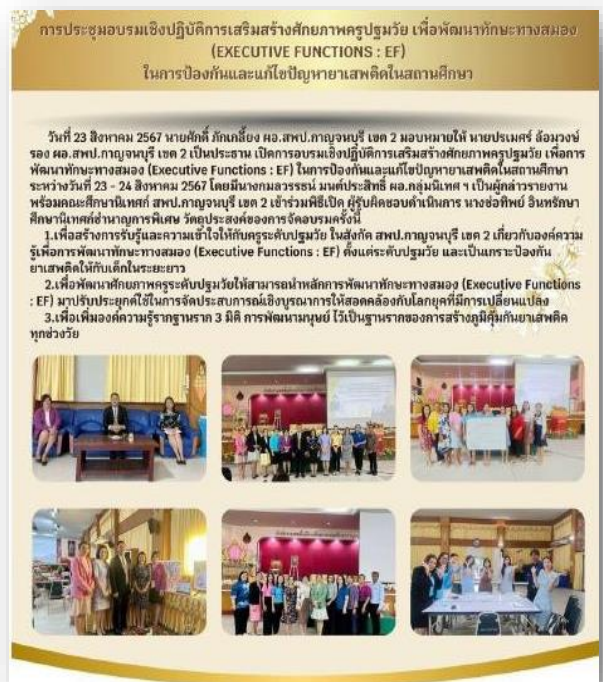 การประชุมอบรมเชิงปฏิบัติการเสริมสร้างศักยภาพครูปฐมวัย เพื่อพัฒนาทักษะทางสมอง
(EXECUTIVE FUNCTIONS : EF)
ในการป้องกันและแก้ไขปัญหายาเสพติดในสถานศึกษา
วันที่ 23 สิงหาคม 2567 นายศักดิ์ ภักเกลี้ยง ผอ.สพป.กาญจนบุรี เขต 2 มอบหมายให้ นายปรเมศร์ ล้อมวงษ์
รอง ผอ.สพป.กาญจนบุรี เขต 2 เป็นประธาน เปิดการอบรมเชิงปฏิบัติการเสริมสร้างศักยภาพครูปฐมวัย เพื่อการ
พัฒนาทักษะทางสมอง (Executive Functions : EF) ในการป้องกันและแก้ไขปัญหายาเสพติดในสถานศึกษา
ระหว่างวันที่ 23 - 24 สิงหาคม 2567 โดยมีนางกมลวรรธน์ มนต์ประสิทธิ์ ผอ.กลุ่มนิเทศ ฯ เป็นผู้กล่าวรายงาน
พร้อมคณะศึกษานิเทศก์ สพป.กาญจนบุรี เขต 2 เข้าร่วมพิธีเปิด ผู้รับผิดชอบดำเนินการ นางช่อทิพย์ อินทรักษา
ศึกษานิเทศก์ชำนาญการพิเศษ วัตถุประสงค์ของการจัดอบรมครั้งนี้
1.เพื่อสร้างการรับรู้และความเข้าใจให้กับครูระดับปฐมวัย ในสังกัด สพป.กาญจนบุรี เขต 2 เกี่ยวกับองค์ความ
รู้เพื่อการพัฒนาทักษะทางสมอง (Executive Functions : EF) ตั้งแต่ระดับปฐมวัย และเป็นเกราะป้องกัน
ยาเสพติดให้กับเด็กในระยะยาว
2.เพื่อพัฒนาศักยภาพครูระดับปฐมวัยให้สามารถนำหลักการพัฒนาทักษะทางสมอง (Executive Functions
: EF) มาปรับประยุกต์ใช้ในการจัดประสบการณ์เชิงบูรณาการให้สอดคล้องกับโลกยุคที่มีการเปลี่ยนแปลง
3.เพื่อเพิ่มองค์ความรู้รากฐานราก 3 มิติ การพัฒนามนุษย์ ไว้เป็นฐานรากของการสร้างภูมิคุ้มกันยาเสพติด
ทุกช่วงวัย